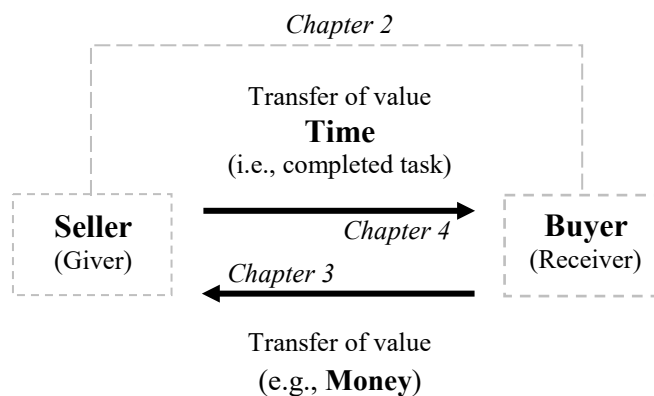 Chapter 2
Transfer of value
Time
(i.e., completed task)
Seller
(Giver)
Chapter 4
Buyer
(Receiver)
Chapter 3
Transfer of value
(e.g., Money)